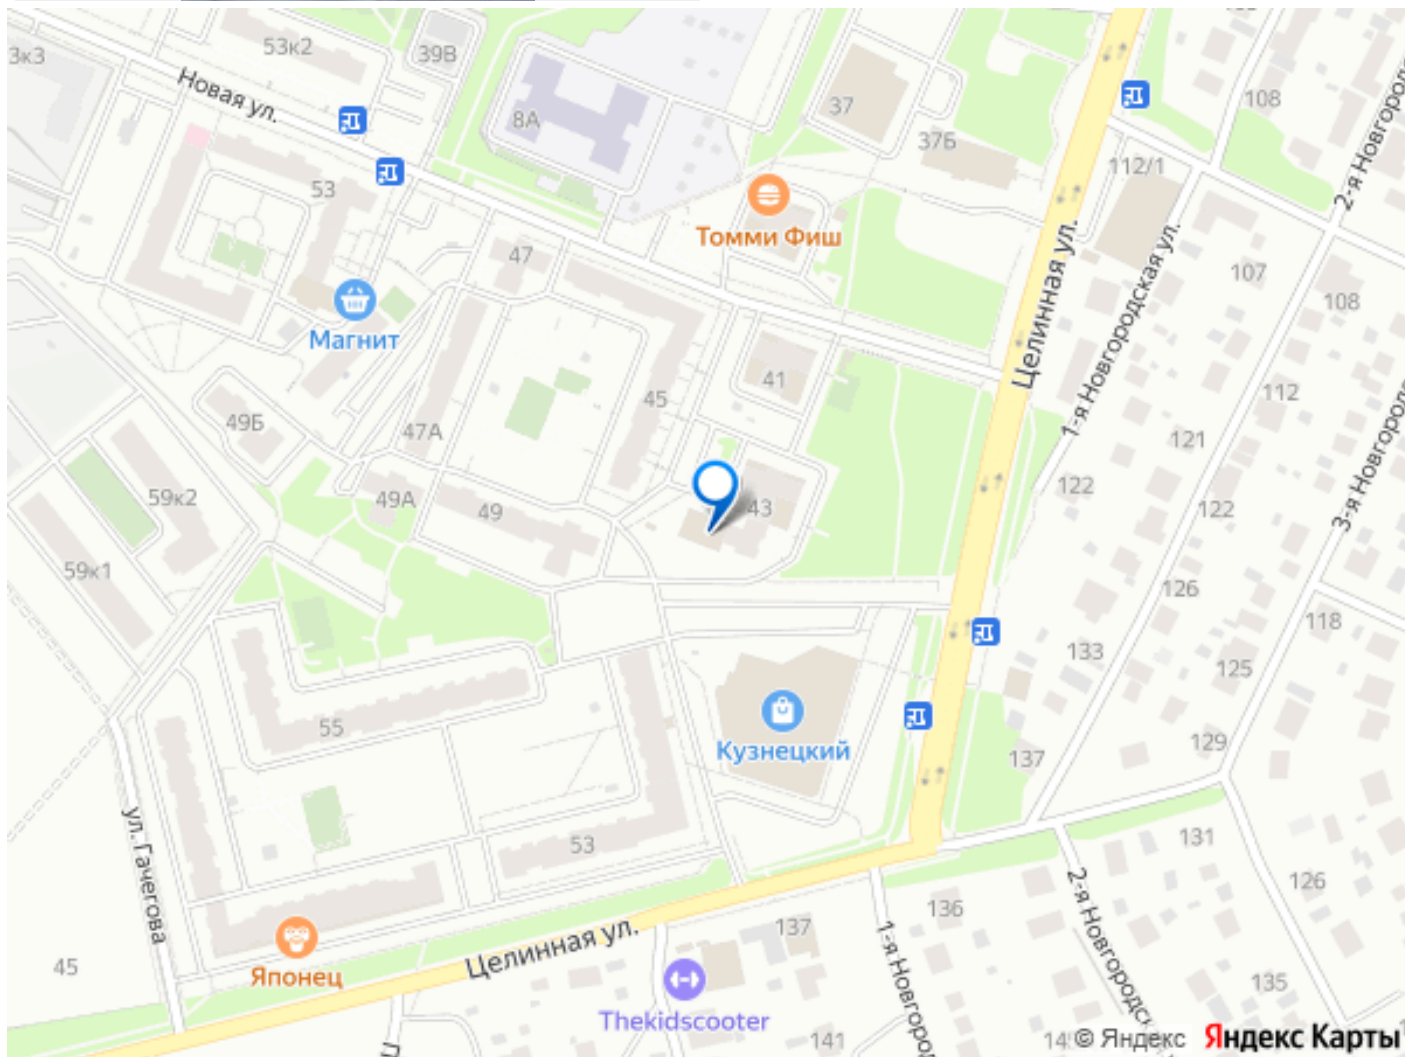 53к2
39В
3к3
Новая ул.
8А
37
37Б
108
112/1
2-я Новгородская
53
Томми Фиш
Целинная ул.
1-я Новгородская ул.
47
107
108
Магнит
41
45
112
49Б
47А
121
3-я Новгородс
122
49А
49
43
59к2
122
59к1
126
118
133
125
55
Кузнецкий
129
137
ул. Гачегова
53
131
126
2-я Новгородск
136
137
1-я Новгород
Целинная ул.
45
Японец
135
Thekidscooter
141
© Яндекс Яндекс Карты